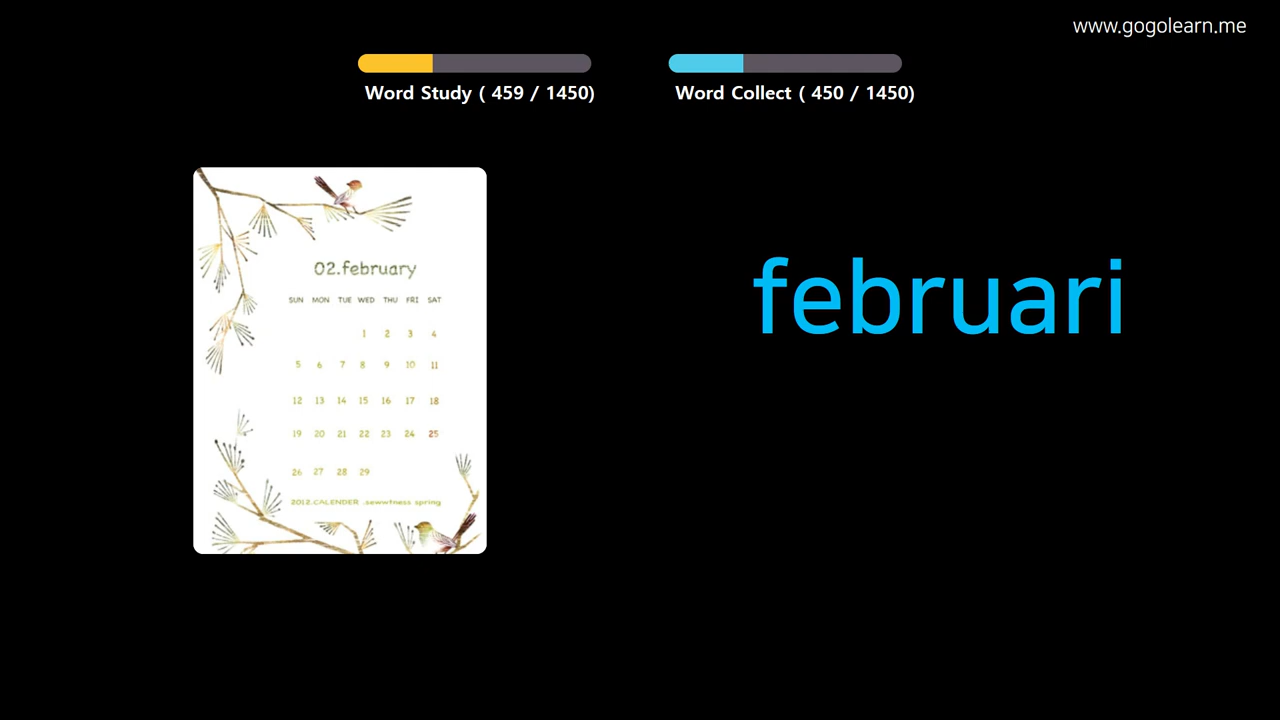 www.gogolearn.me
Word Study ( 459 / 1450)
Word Collect ( 450 / 1450)
02.february
SUN MON TUE WED THU FRI SAT
1 2 3 4
5 6 7 8 9 10 11
12 13 14 15 16 17 18
19 20 21 22 23 24 25
26 27 28 29
2012.CALENDER .sewwtness spring
februari